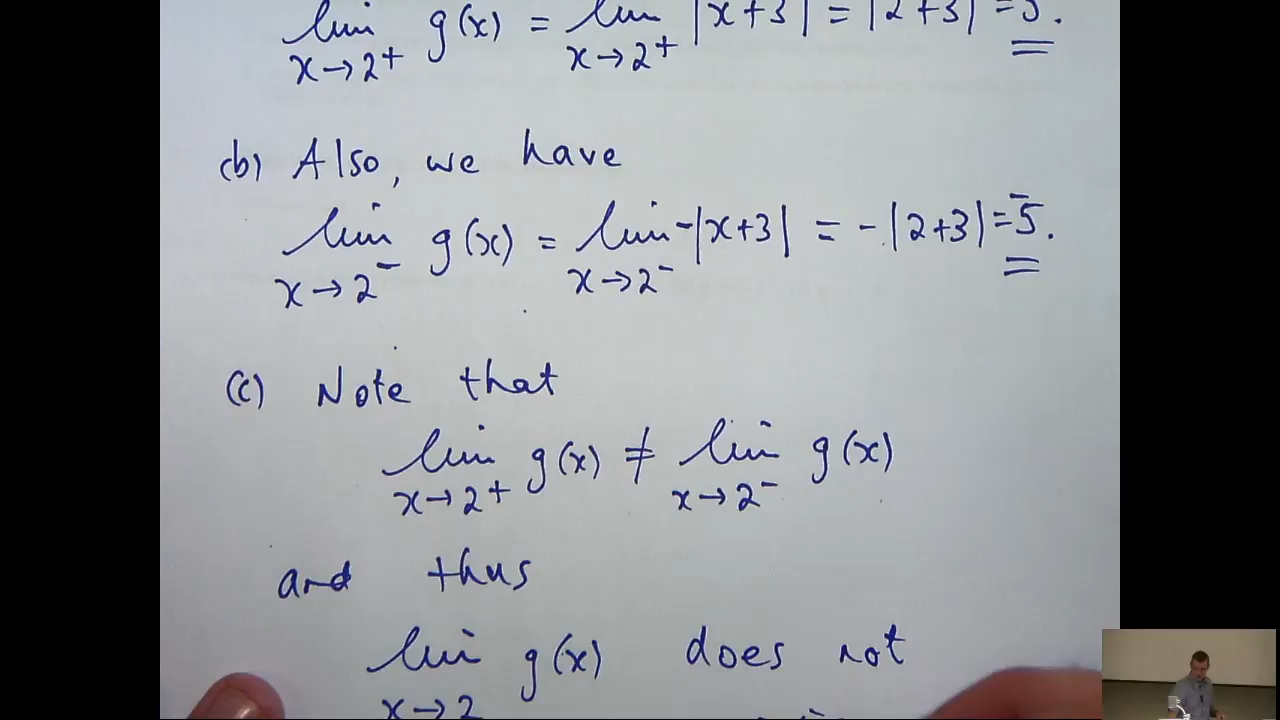 lim g(x) = lim |x+3| = |2+3| = 5.
x→2+ x→2+
(b) Also, we have
lim g(x) = lim -|x+3| = -|2+3| = -5.
x→2- x→2-
(c) Note that
lim g(x) ≠ lim g(x)
x→2+ x→2-
and thus
lim g(x) does not
x→2